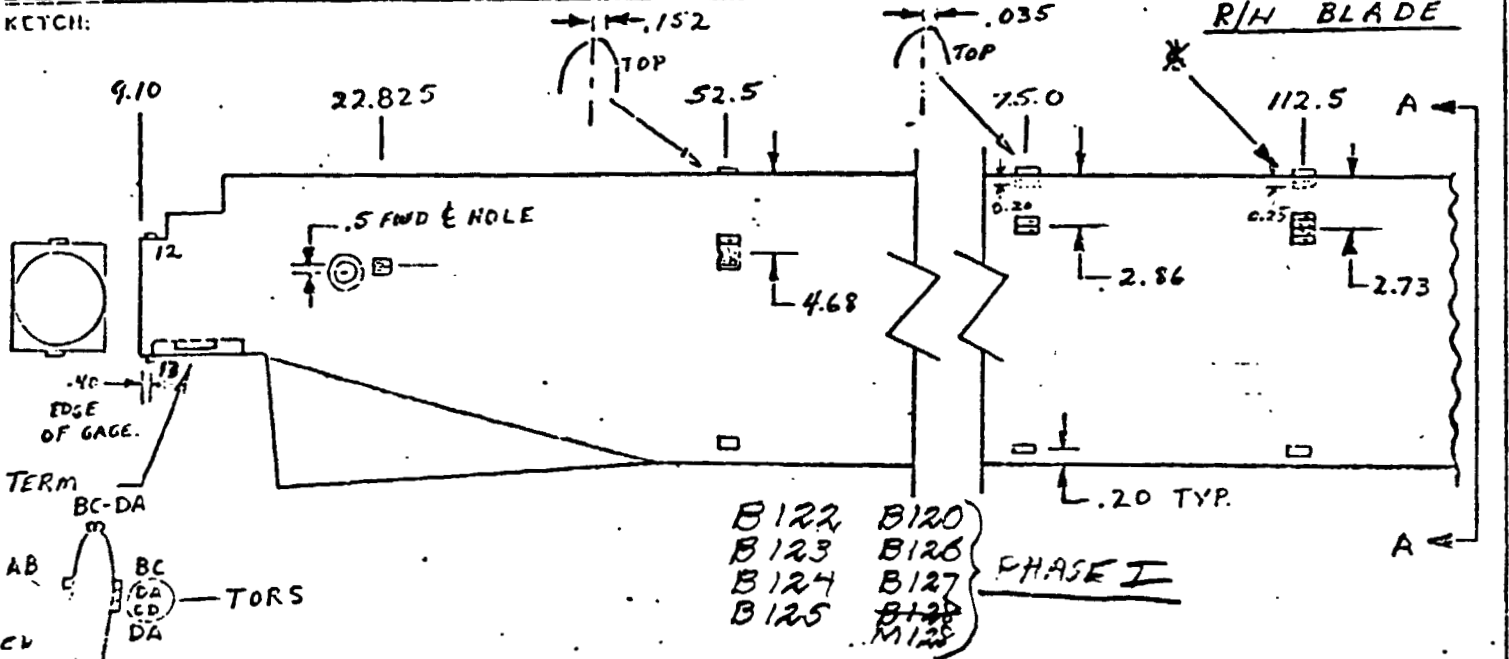 KETCH:
.152
.035
R/H BLADE
TOP
TOP
9.10
22.825
52.5
75.0
112.5
A
.5 FWD ℄ HOLE
0.20
0.25
12
4.68
2.86
2.73
13
.40
EDGE
OF GAGE.
TERM
BC-DA
.20 TYP.
B122 B120
B123 B126
B124 B127
B125 B128
M128
PHASE I
A
AB
BC
DA
CD
DA
TORS